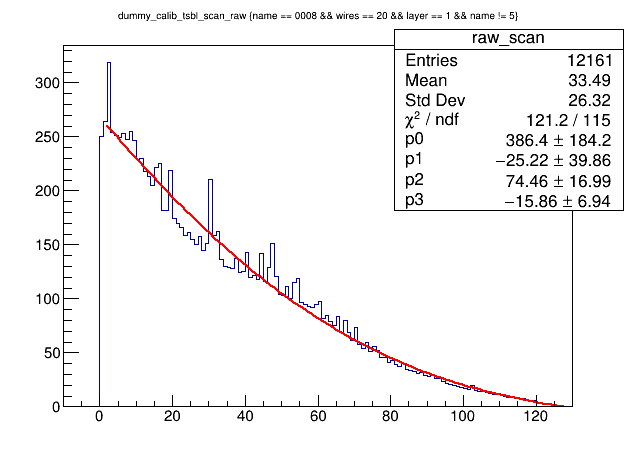 dummy_calib_tsbl_scan_raw {name == 0008 && wires == 20 && layer == 1 && name != 5}
raw_scan
Entries 12161
Mean 33.49
Std Dev 26.32
χ² / ndf 121.2 / 115
p0 386.4 ± 184.2
p1 −25.22 ± 39.86
p2 74.46 ± 16.99
p3 −15.86 ± 6.94
300
250
200
150
100
50
0
0 20 40 60 80 100 120